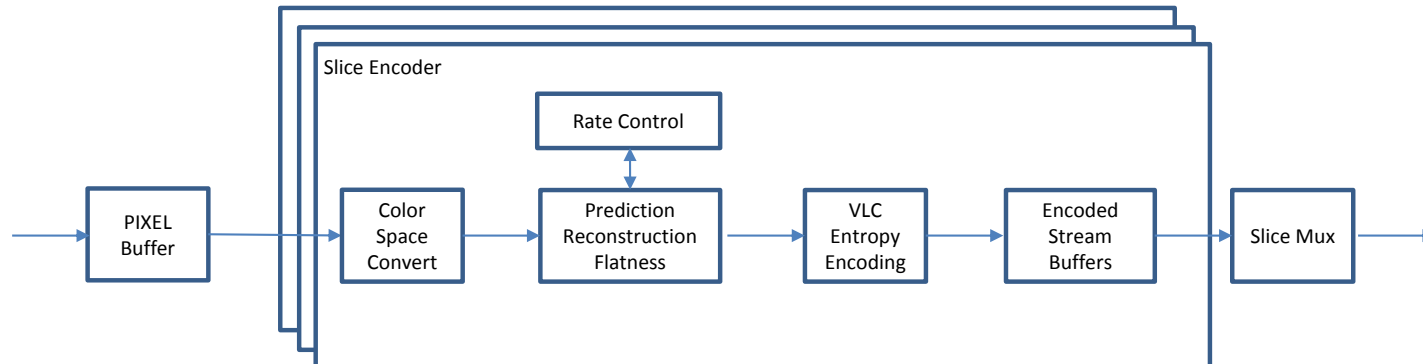 Slice Encoder
Rate Control
PIXEL
Buffer
Color
Space
Convert
Prediction
Reconstruction
Flatness
VLC
Entropy
Encoding
Encoded
Stream
Buffers
Slice Mux